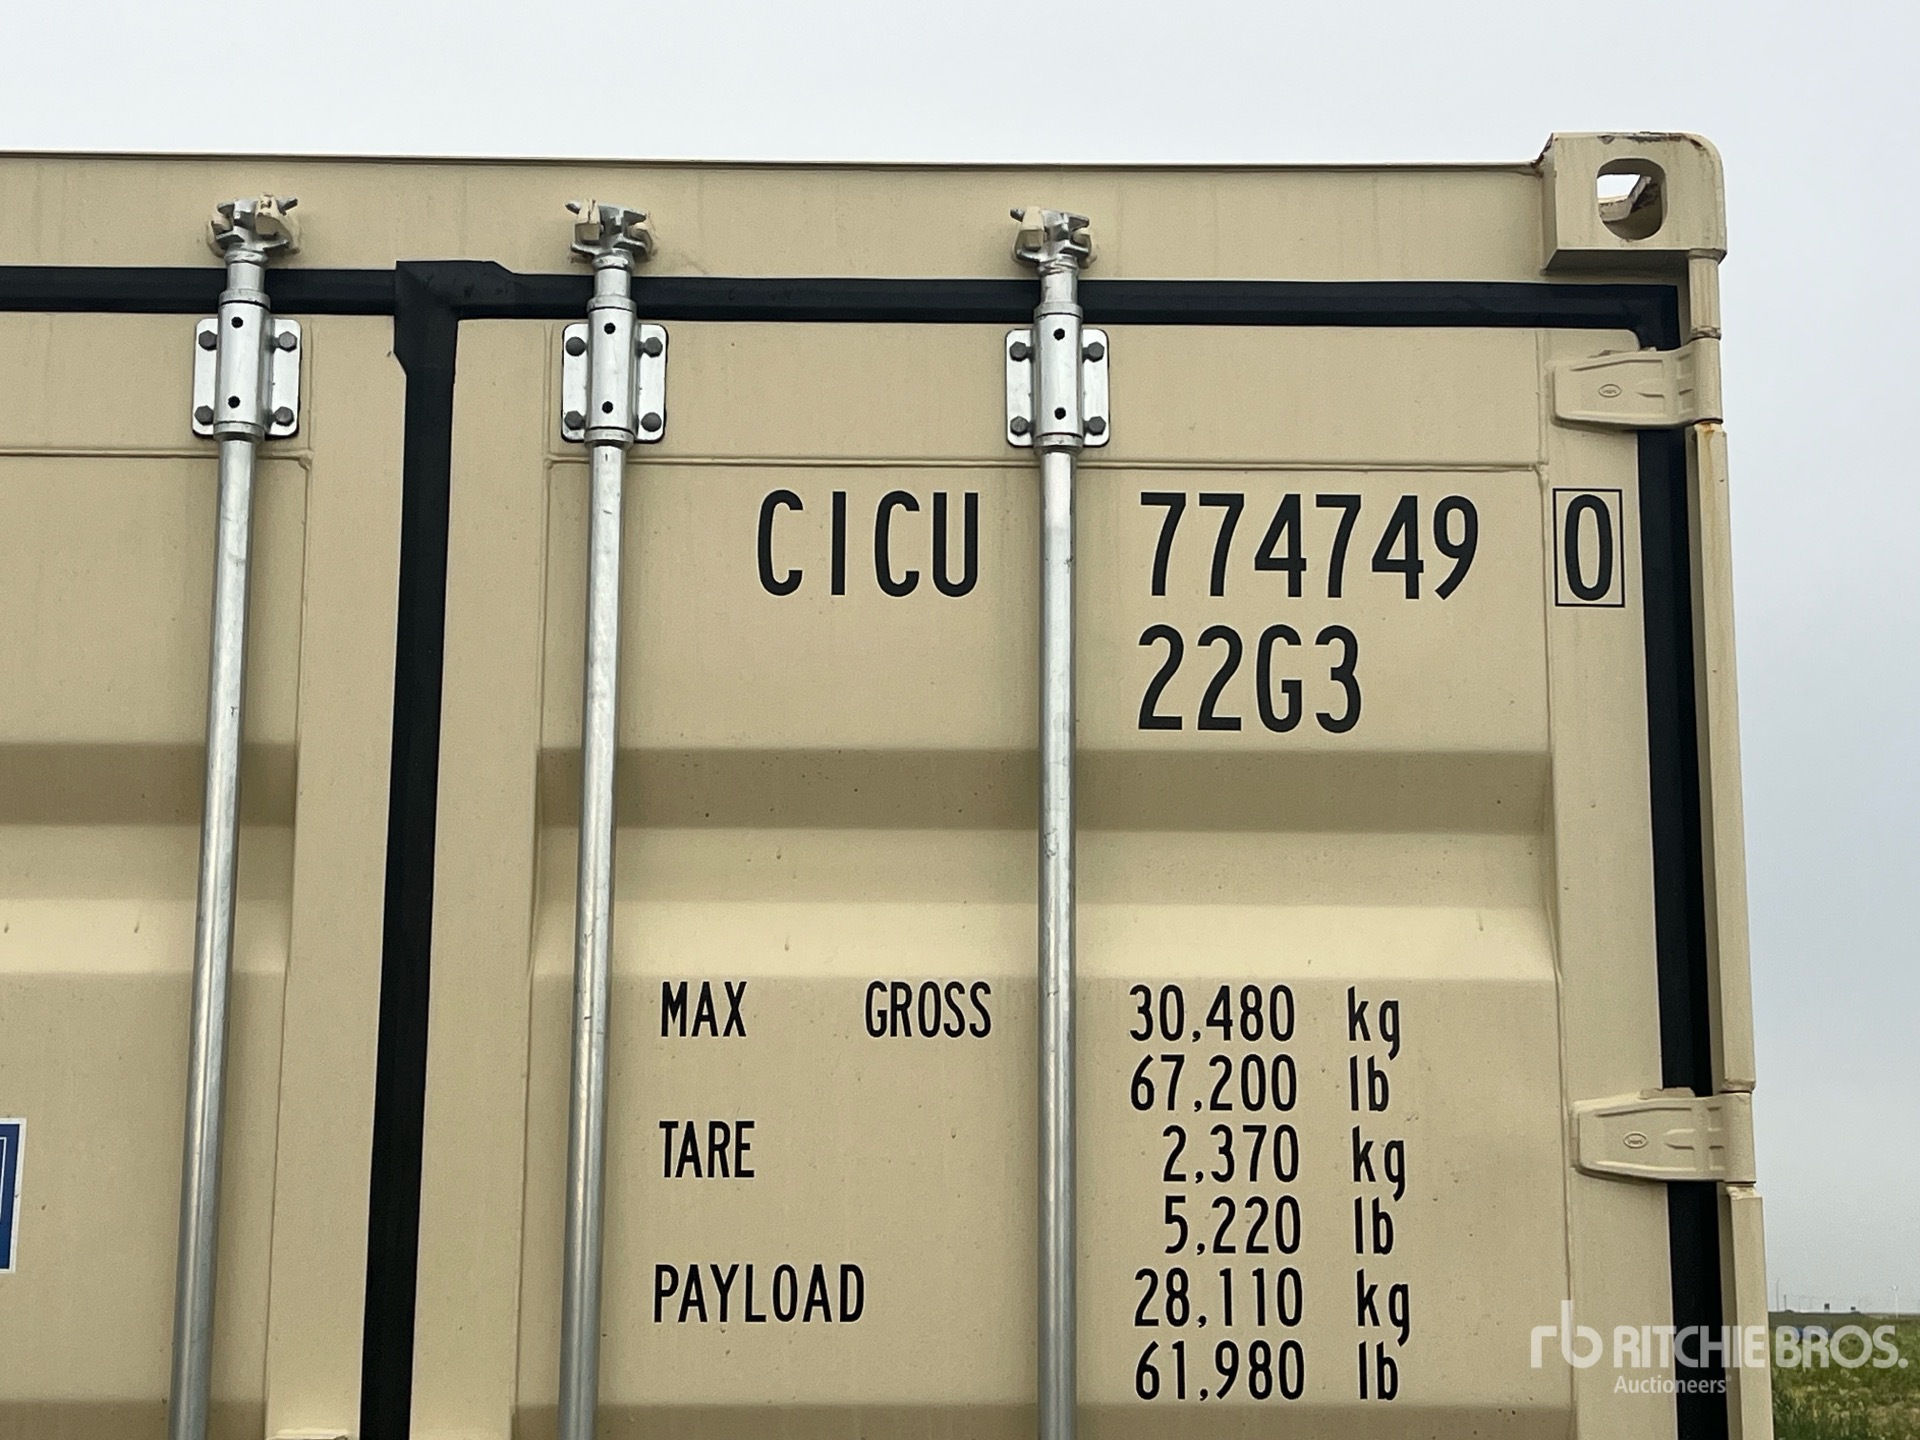 CICU 774749 0
22G3
MAX GROSS 30,480 kg
67,200 lb
TARE 2,370 kg
5,220 lb
PAYLOAD 28,110 kg
61,980 lb
rb RITCHIE BROS.
Auctioneers